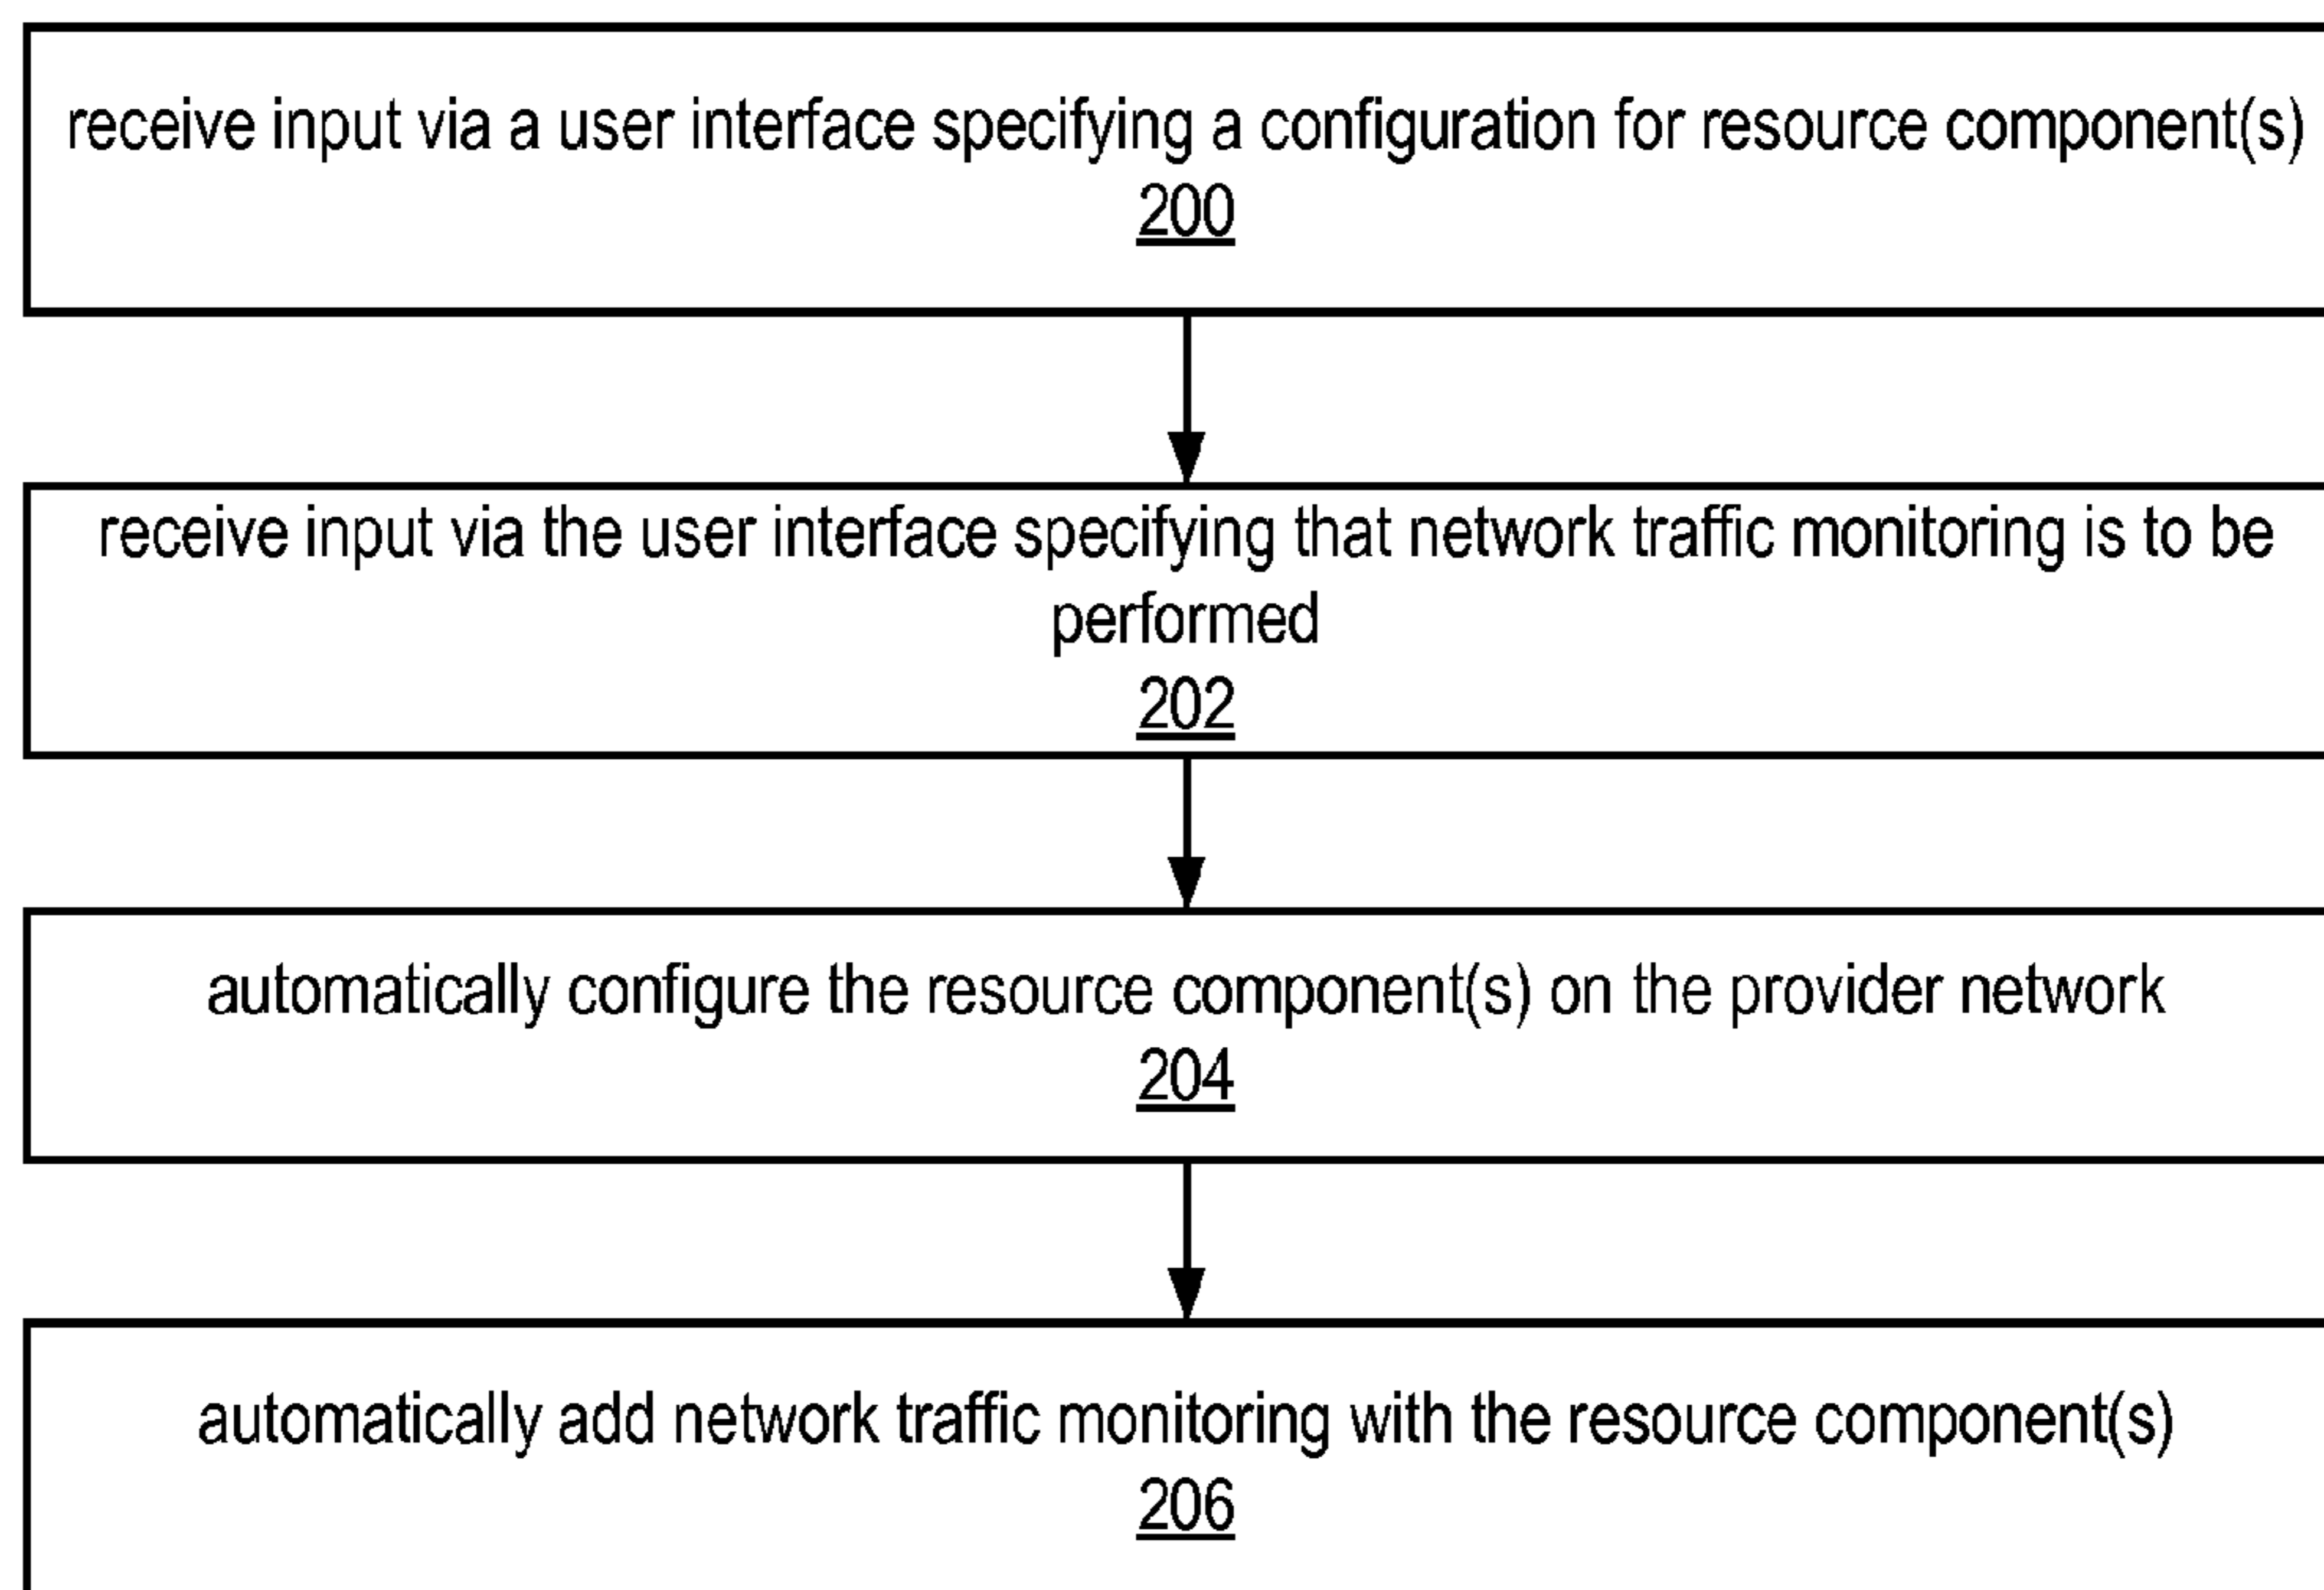 receive input via a user interface specifying a configuration for resource component(s)
200
receive input via the user interface specifying that network traffic monitoring is to be
performed
202
automatically configure the resource component(s) on the provider network
204
automatically add network traffic monitoring with the resource component(s)
206